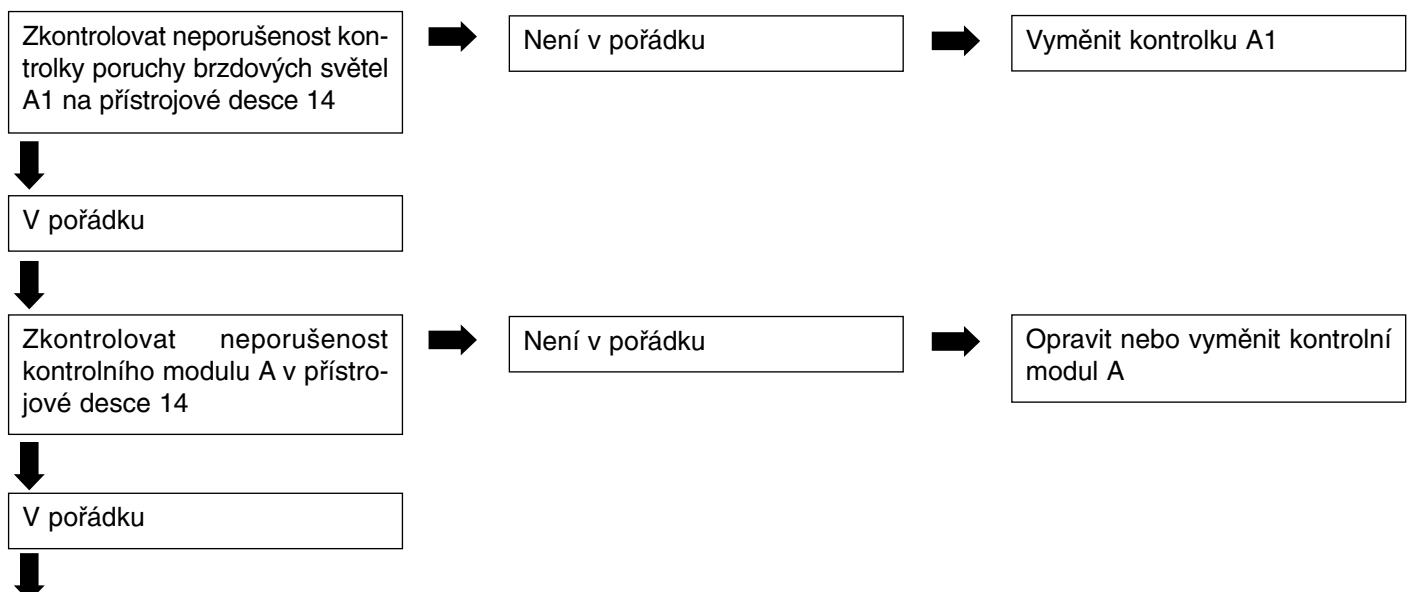 Zkontrolovat neporušenost kon-
trolky poruchy brzdových světel
A1 na přístrojové desce 14
Není v pořádku
Vyměnit kontrolku A1
V pořádku
Zkontrolovat neporušenost
kontrolního modulu A v přístro-
jové desce 14
Není v pořádku
Opravit nebo vyměnit kontrolní
modul A
V pořádku